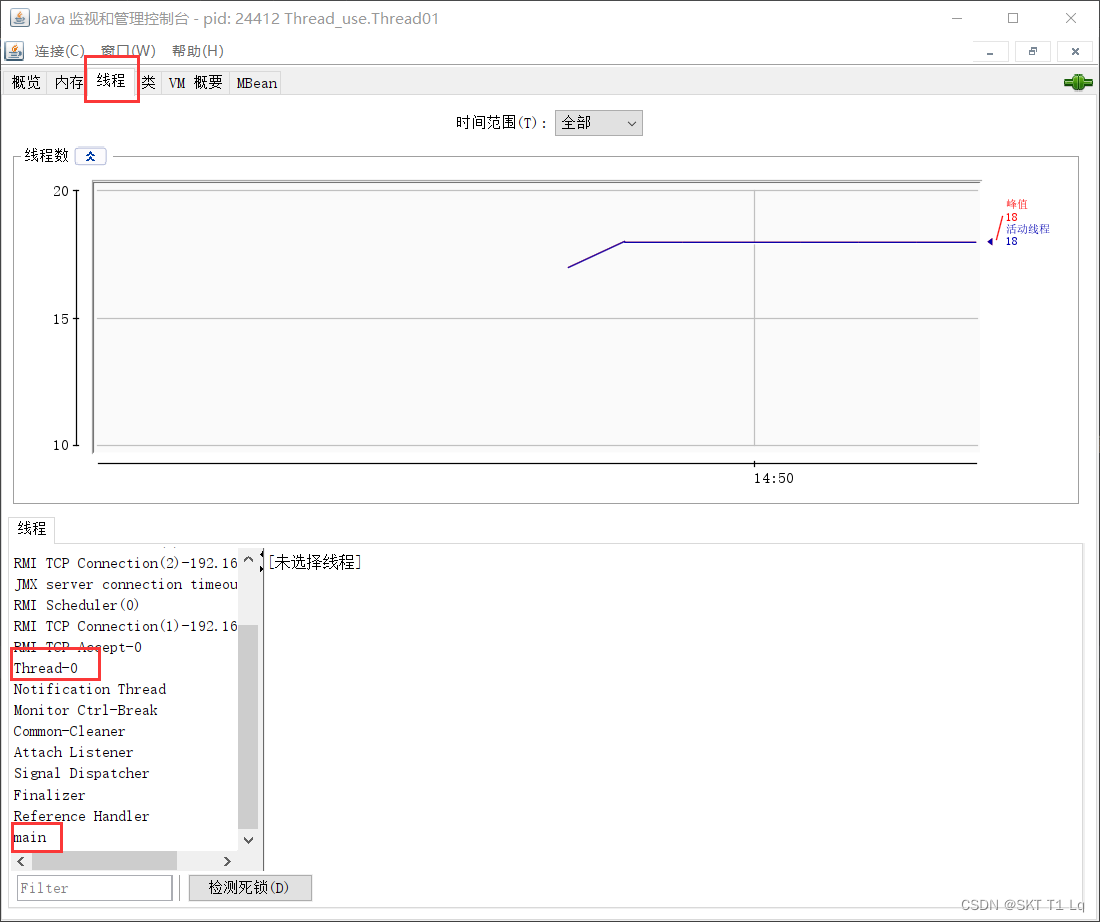 Java 监视和管理控制台 - pid: 24412 Thread_use.Thread01
连接(C) 窗口(W) 帮助(H)
概览 内存 线程 类 VM 概要 MBean
时间范围(T): 全部
线程数
20
15
10
14:50
峰值
18
活动线程
18
线程
RMI TCP Connection(2)-192.16
JMX server connection timeou
RMI Scheduler(0)
RMI TCP Connection(1)-192.16
RMI TCP Accept-0
Thread-0
Notification Thread
Monitor Ctrl-Break
Common-Cleaner
Attach Listener
Signal Dispatcher
Finalizer
Reference Handler
main
[未选择线程]
Filter
检测死锁(D)
CSDN @SKT T1 Lq